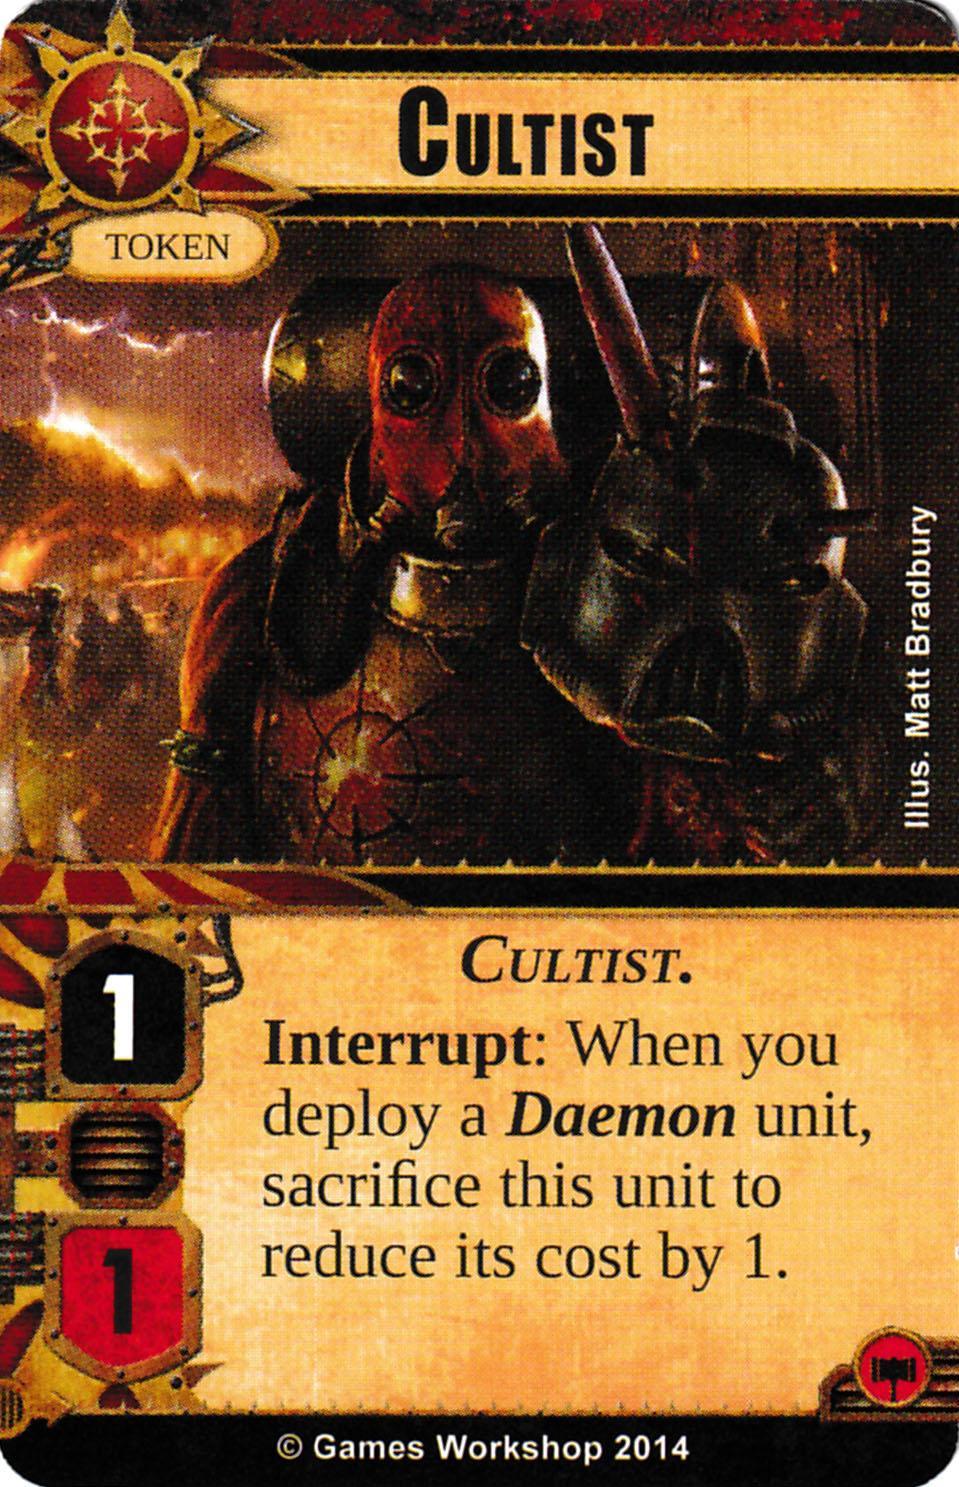 CULTIST
TOKEN
Illus. Matt Bradbury
1
1
CULTIST.
Interrupt: When you
deploy a Daemon unit,
sacrifice this unit to
reduce its cost by 1.
© Games Workshop 2014